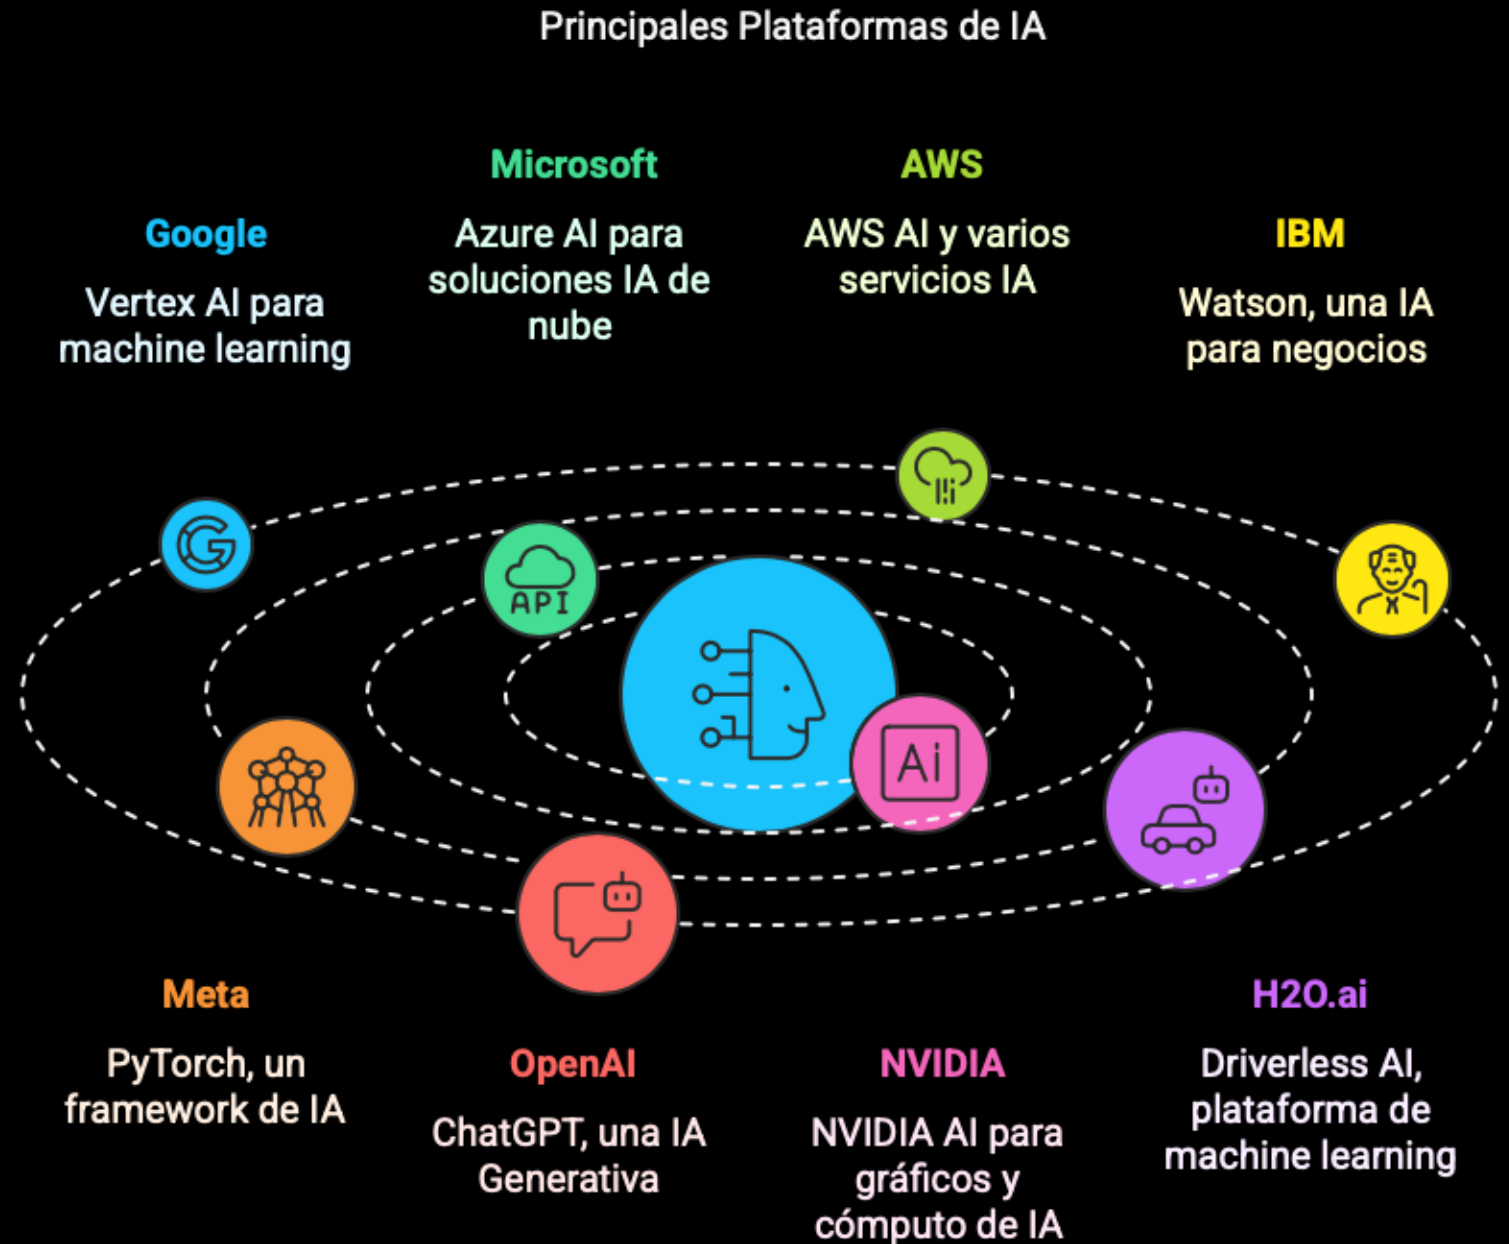 Principales Plataformas de IA
Google
Vertex AI para
machine learning
Microsoft
Azure AI para
soluciones IA de
nube
AWS
AWS AI y varios
servicios IA
IBM
Watson, una IA
para negocios
API
Ai
Meta
PyTorch, un
framework de IA
OpenAI
ChatGPT, una IA
Generativa
NVIDIA
NVIDIA AI para
gráficos y
cómputo de IA
H2O.ai
Driverless AI,
plataforma de
machine learning